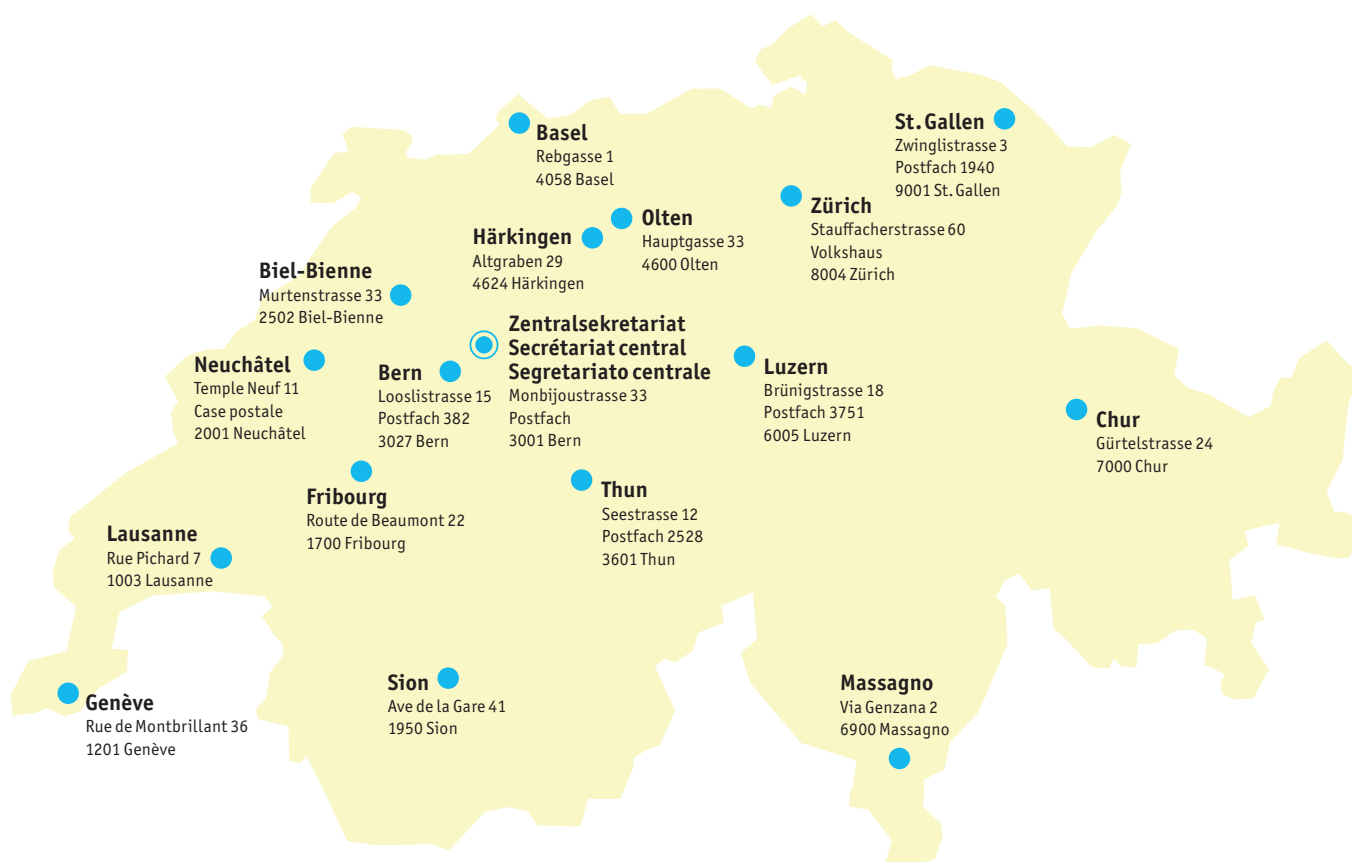 Basel
Rebgasse 1
4058 Basel
St. Gallen
Zwinglistrasse 3
Postfach 1940
9001 St. Gallen
Zürich
Stauffacherstrasse 60
Volkshaus
8004 Zürich
Olten
Hauptgasse 33
4600 Olten
Härkingen
Altgraben 29
4624 Härkingen
Biel-Bienne
Murtenstrasse 33
2502 Biel-Bienne
Zentralsekretariat
Secrétariat central
Segretariato centrale
Monbijoustrasse 33
Postfach
3001 Bern
Neuchâtel
Temple Neuf 11
Case postale
2001 Neuchâtel
Bern
Looslistrasse 15
Postfach 382
3027 Bern
Luzern
Brünigstrasse 18
Postfach 3751
6005 Luzern
Chur
Gürtelstrasse 24
7000 Chur
Fribourg
Route de Beaumont 22
1700 Fribourg
Thun
Seestrasse 12
Postfach 2528
3601 Thun
Lausanne
Rue Pichard 7
1003 Lausanne
Genève
Rue de Montbrillant 36
1201 Genève
Sion
Ave de la Gare 41
1950 Sion
Massagno
Via Genzana 2
6900 Massagno